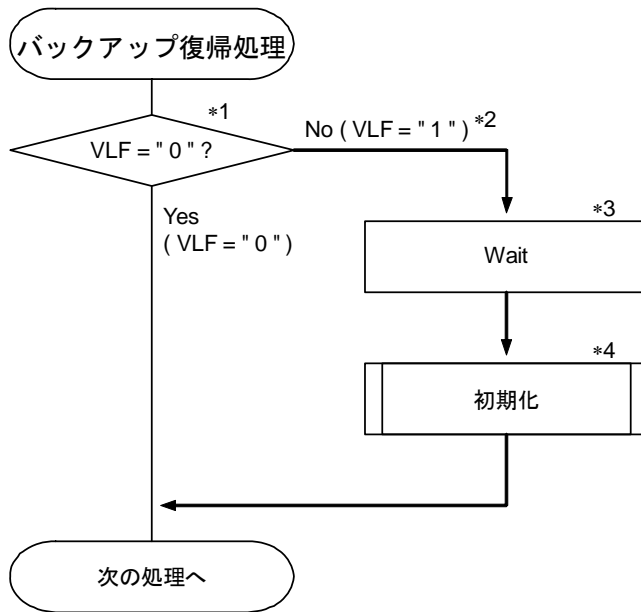 バックアップ復帰処理
*1
VLF = " 0 " ?
No ( VLF = " 1 " ) *2
Yes
( VLF = " 0 " )
*3
Wait
*4
初期化
次の処理へ